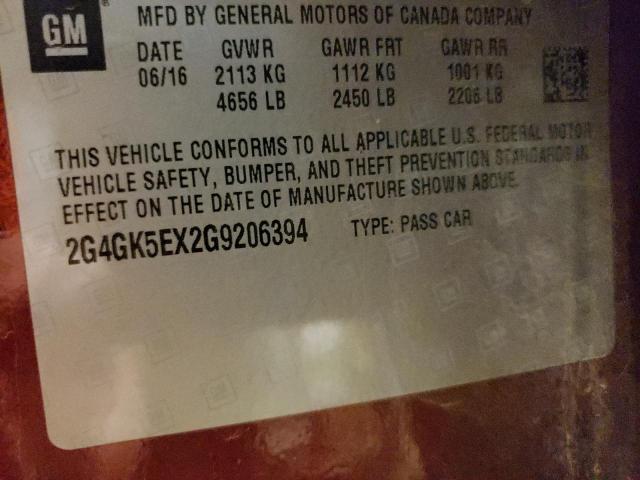 GM
MFD BY GENERAL MOTORS OF CANADA COMPANY
DATE GVWR GAWR FRT GAWR RR
06/16 2113 KG 1112 KG 1001 KG
4656 LB 2450 LB 2206 LB
THIS VEHICLE CONFORMS TO ALL APPLICABLE U.S. FEDERAL MOTOR
VEHICLE SAFETY, BUMPER, AND THEFT PREVENTION STANDARDS IN
EFFECT ON THE DATE OF MANUFACTURE SHOWN ABOVE.
2G4GK5EX2G9206394 TYPE: PASS CAR